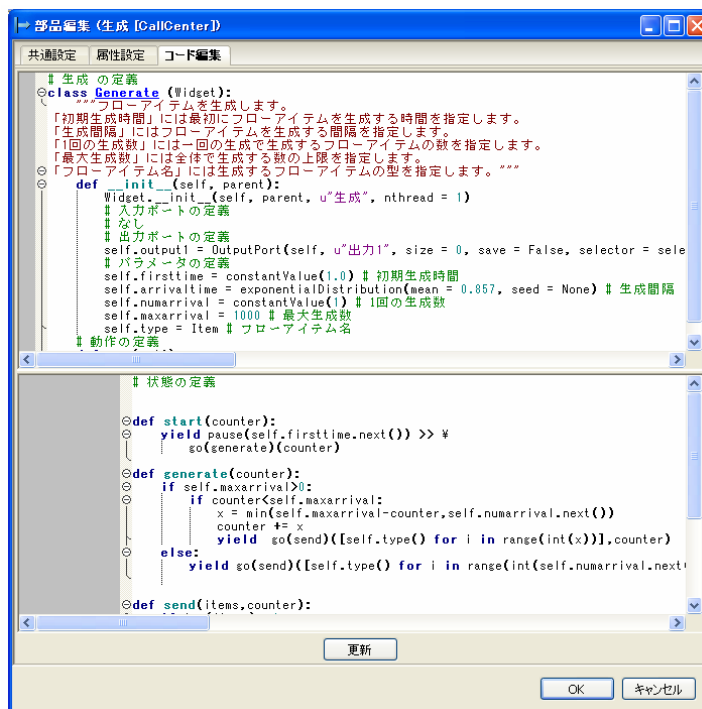 部品編集 (生成 [CallCenter])
共通設定 属性設定 コード編集
# 生成 の定義
class Generate (Widget):
"""フローアイテムを生成します。
「初期生成時間」には最初にフローアイテムを生成する時間を指定します。
「生成間隔」にはフローアイテムを生成する間隔を指定します。
「1回の生成数」には一回の生成で生成するフローアイテムの数を指定します。
「最大生成数」には全体で生成する数の上限を指定します。
「フローアイテム名」には生成するフローアイテムの型を指定します。"""
def __init__(self, parent):
Widget.__init__(self, parent, u"生成", nthread = 1)
# 入力ポートの定義
# なし
# 出力ポートの定義
self.output1 = OutputPort(self, u"出力1", size = 0, save = False, selector = sele
# パラメータの定義
self.firsttime = constantValue(1.0) # 初期生成時間
self.arrivaltime = exponentialDistribution(mean = 0.857, seed = None) # 生成間隔
self.numarrival = constantValue(1) # 1回の生成数
self.maxarrival = 1000 # 最大生成数
self.type = Item # フローアイテム名
# 動作の定義
# 状態の定義
def start(counter):
yield pause(self.firsttime.next()) >> ¥
go(generate)(counter)
def generate(counter):
if self.maxarrival>0:
if counter<self.maxarrival:
x = min(self.maxarrival-counter,self.numarrival.next())
counter += x
yield go(send)([self.type() for i in range(int(x))],counter)
else:
yield go(send)([self.type() for i in range(int(self.numarrival.next
def send(items,counter):
更新
OK キャンセル